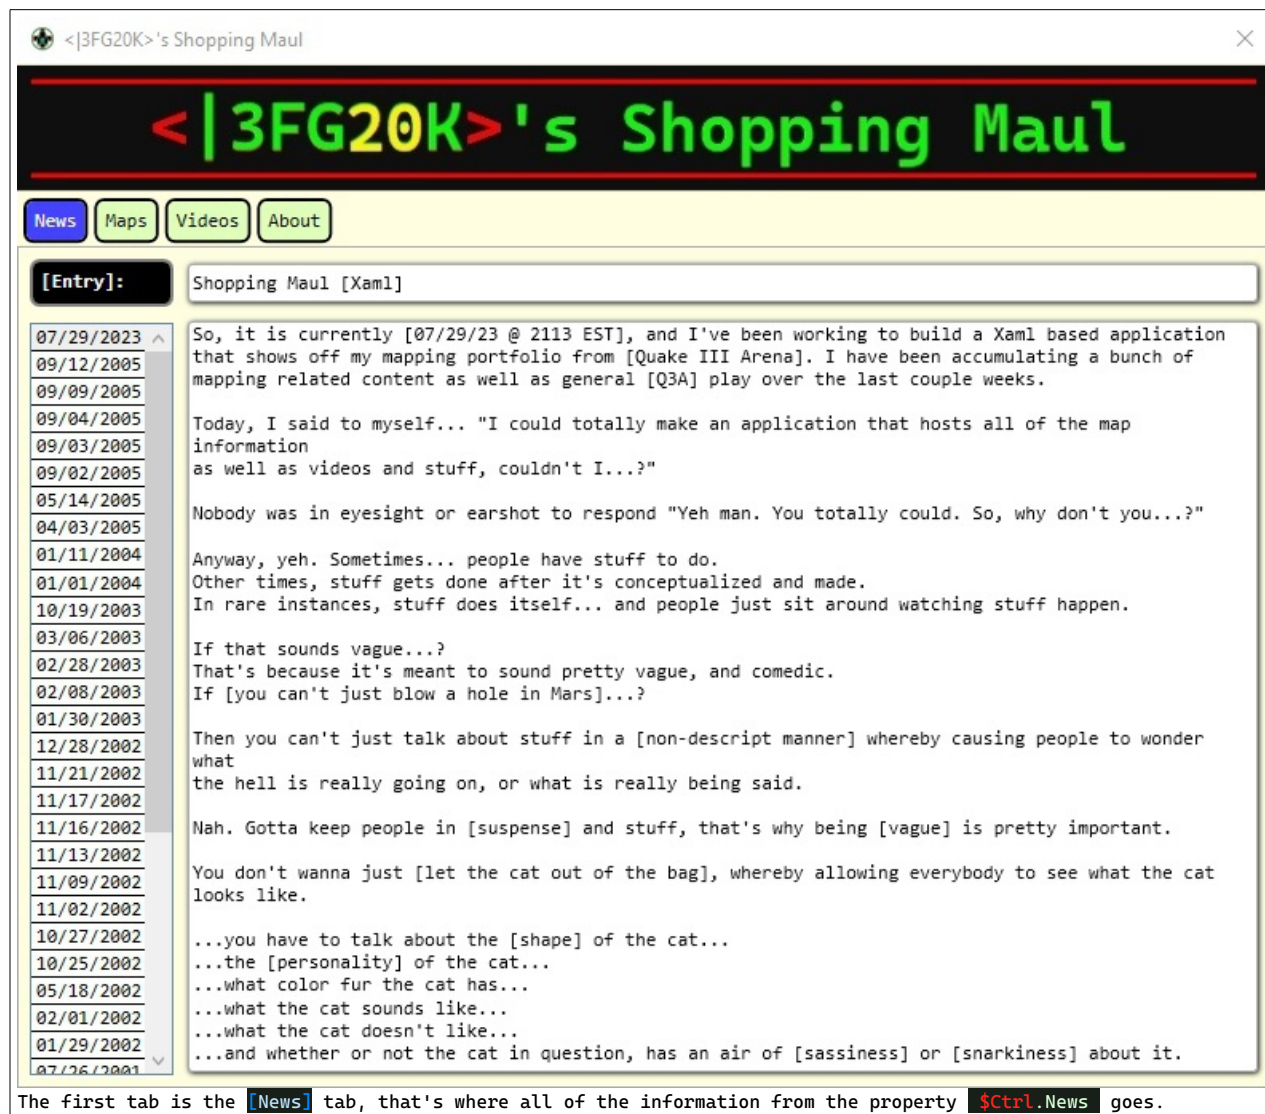 <|3FG20K>'s Shopping Maul
<|3FG20K>'s Shopping Maul
News Maps Videos About
[Entry]: Shopping Maul [Xaml]
07/29/2023
09/12/2005
09/09/2005
09/04/2005
09/03/2005
09/02/2005
05/14/2005
04/03/2005
01/11/2004
01/01/2004
10/19/2003
03/06/2003
02/28/2003
02/08/2003
01/30/2003
12/28/2002
11/21/2002
11/17/2002
11/16/2002
11/13/2002
11/09/2002
11/02/2002
10/27/2002
10/25/2002
05/18/2002
02/01/2002
01/29/2002
07/26/2001
So, it is currently [07/29/23 @ 2113 EST], and I've been working to build a Xaml based application
that shows off my mapping portfolio from [Quake III Arena]. I have been accumulating a bunch of
mapping related content as well as general [Q3A] play over the last couple weeks.
Today, I said to myself... "I could totally make an application that hosts all of the map
information
as well as videos and stuff, couldn't I...?"
Nobody was in eyesight or earshot to respond "Yeh man. You totally could. So, why don't you...?"
Anyway, yeh. Sometimes... people have stuff to do.
Other times, stuff gets done after it's conceptualized and made.
In rare instances, stuff does itself... and people just sit around watching stuff happen.
If that sounds vague...?
That's because it's meant to sound pretty vague, and comedic.
If [you can't just blow a hole in Mars]...?
Then you can't just talk about stuff in a [non-descript manner] whereby causing people to wonder
what
the hell is really going on, or what is really being said.
Nah. Gotta keep people in [suspense] and stuff, that's why being [vague] is pretty important.
You don't wanna just [let the cat out of the bag], whereby allowing everybody to see what the cat
looks like.
...you have to talk about the [shape] of the cat...
...the [personality] of the cat...
...what color fur the cat has...
...what the cat sounds like...
...what the cat doesn't like...
...and whether or not the cat in question, has an air of [sassiness] or [snarkiness] about it.
The first tab is the [News] tab, that's where all of the information from the property $Ctrl.News goes.